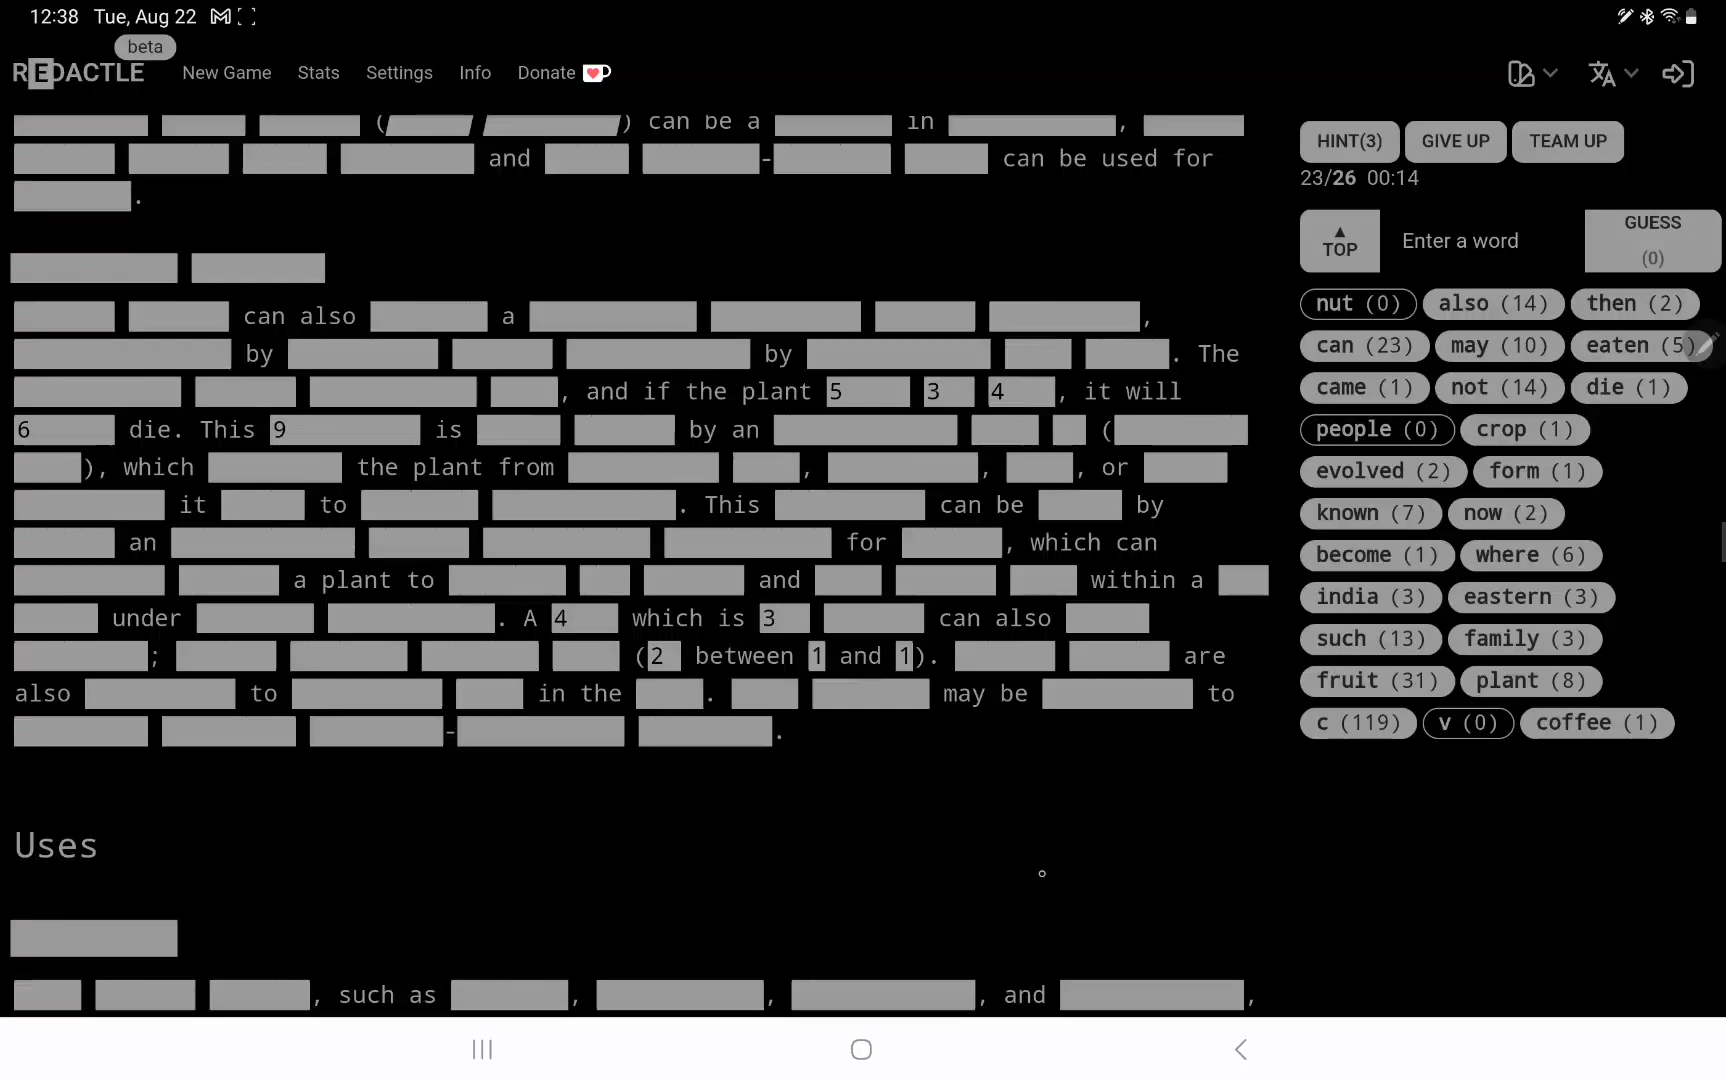 12:38 Tue, Aug 22
beta
REDACTLE New Game Stats Settings Info Donate
( ) can be a in ,
and - can be used for
.
can also a ,
by by . The
, and if the plant 5 3 4 , it will
6 die. This 9 is by an (
), which the plant from , , , or
it to . This can be by
an for , which can
a plant to and within a
under . A 4 which is 3 can also
; (2 between 1 and 1). are
also to in the . may be to
- .
Uses
, such as , , , and ,
HINT(3) GIVE UP TEAM UP
23/26 00:14
▲ TOP Enter a word GUESS (0)
nut (0) also (14) then (2)
can (23) may (10) eaten (5)
came (1) not (14) die (1)
people (0) crop (1)
evolved (2) form (1)
known (7) now (2)
become (1) where (6)
india (3) eastern (3)
such (13) family (3)
fruit (31) plant (8)
c (119) v (0) coffee (1)